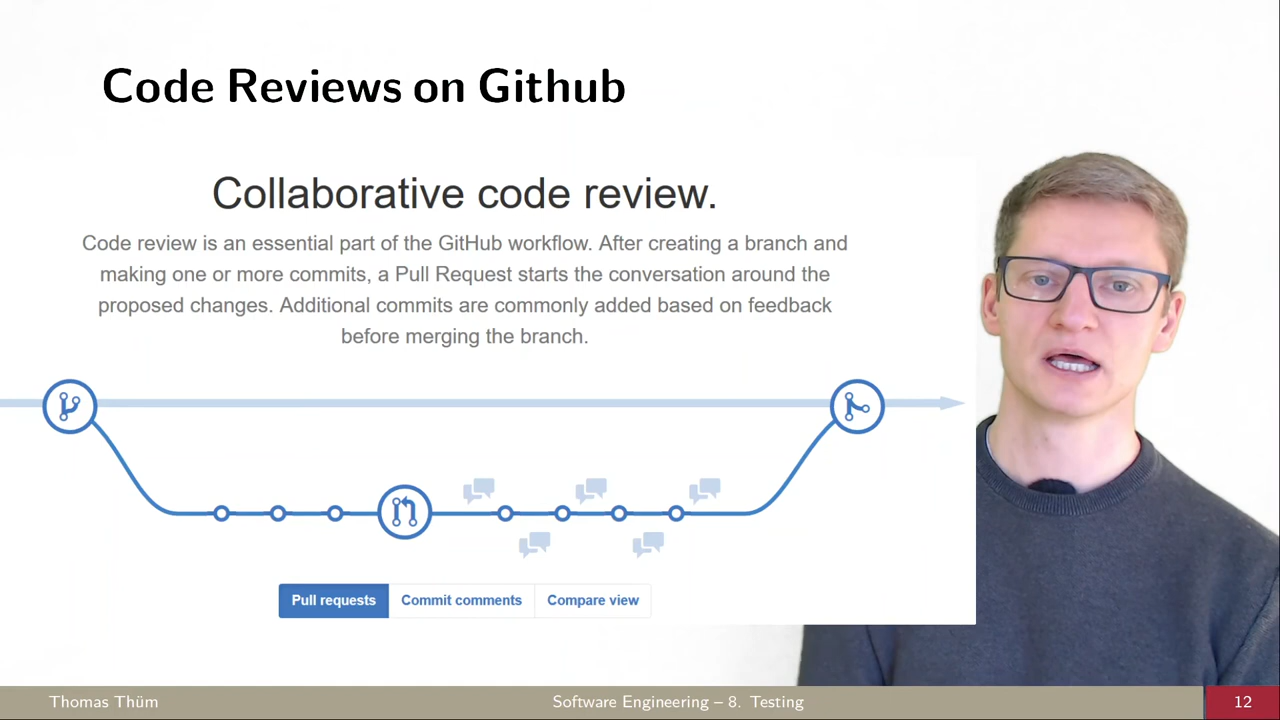 Code Reviews on Github
Collaborative code review.
Code review is an essential part of the GitHub workflow. After creating a branch and
making one or more commits, a Pull Request starts the conversation around the
proposed changes. Additional commits are commonly added based on feedback
before merging the branch.
Pull requests Commit comments Compare view
Thomas Thüm Software Engineering – 8. Testing 12